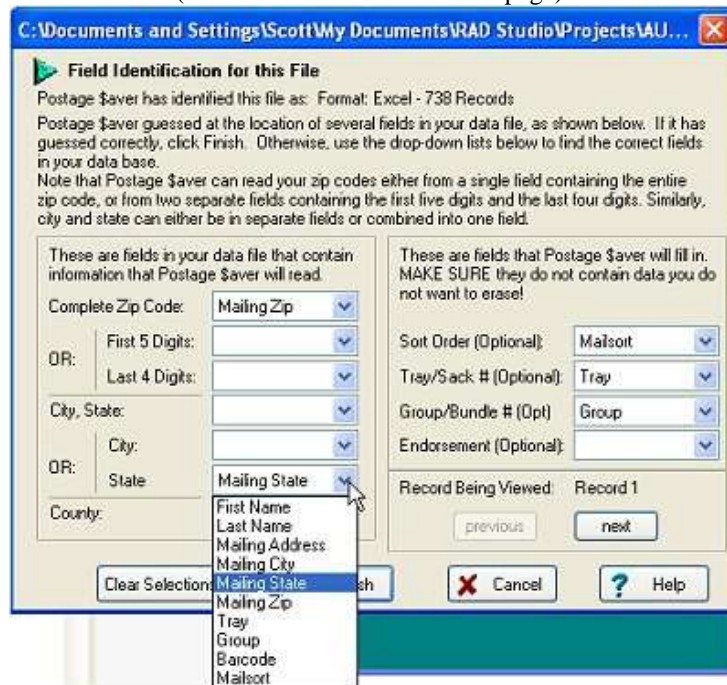 C:\Documents and Settings\Scott\My Documents\RAD Studio\Projects\AU...
Field Identification for this File
Postage $aver has identified this file as: Format: Excel - 738 Records
Postage $aver guessed at the location of several fields in your data file, as shown below. If it has
guessed correctly, click Finish. Otherwise, use the drop-down lists below to find the correct fields
in your data base.
Note that Postage $aver can read your zip codes either from a single field containing the entire
zip code, or from two separate fields containing the first five digits and the last four digits. Similarly,
city and state can either be in separate fields or combined into one field.
These are fields in your data file that contain
information that Postage $aver will read.
Complete Zip Code: Mailing Zip
OR:
First 5 Digits:
Last 4 Digits:
City, State:
OR:
City:
State Mailing State
County:
First Name
Last Name
Mailing Address
Mailing City
Mailing State
Mailing Zip
Tray
Group
Barcode
Mailsort
These are fields that Postage $aver will fill in.
MAKE SURE they do not contain data you do
not want to erase!
Sort Order (Optional): Mailsort
Tray/Sack # (Optional): Tray
Group/Bundle # (Opt) Group
Endorsement (Optional):
Record Being Viewed: Record 1
previous next
Clear Selection
sh
Cancel
? Help